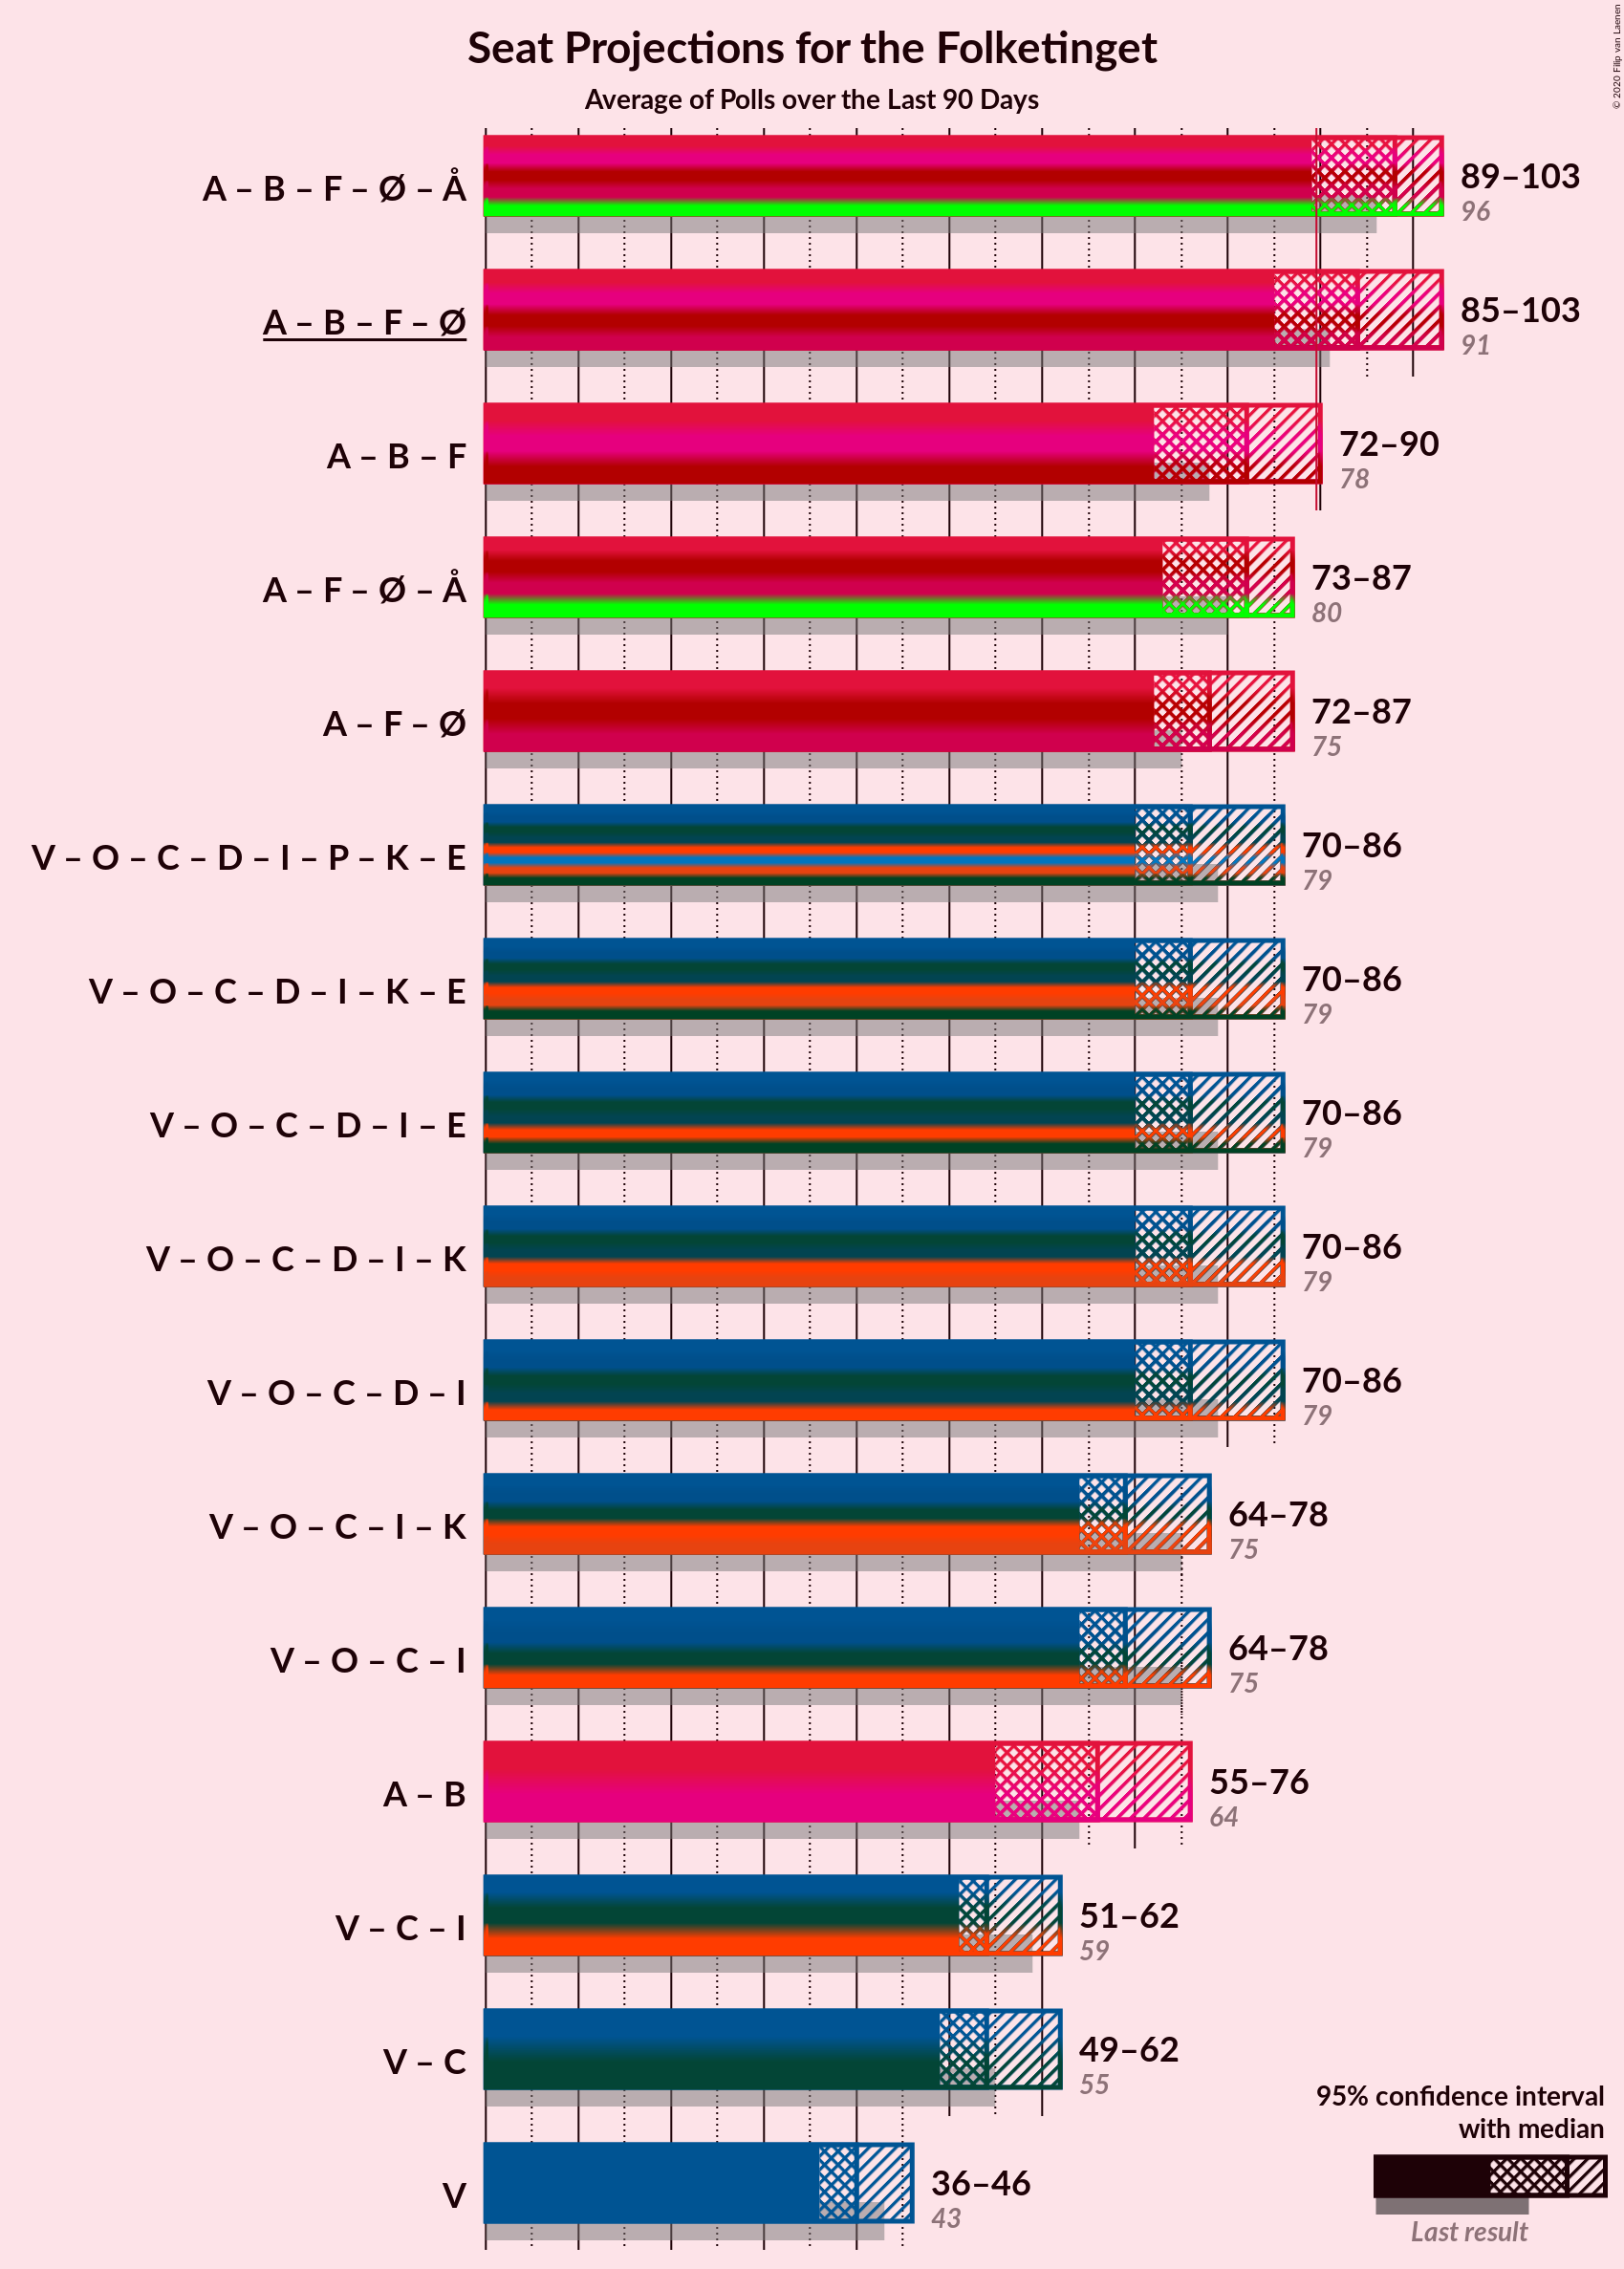 © 2020 Filip van Laenen
Seat Projections for the Folketinget
Average of Polls over the Last 90 Days
A – B – F – Ø – Å
89–103
96
A – B – F – Ø
85–103
91
A – B – F
72–90
78
A – F – Ø – Å
73–87
80
A – F – Ø
72–87
75
V – O – C – D – I – P – K – E
70–86
79
V – O – C – D – I – K – E
70–86
79
V – O – C – D – I – E
70–86
79
V – O – C – D – I – K
70–86
79
V – O – C – D – I
70–86
79
V – O – C – I – K
64–78
75
V – O – C – I
64–78
75
A – B
55–76
64
V – C – I
51–62
59
V – C
49–62
55
V
36–46
43
95% confidence interval
with median
Last result